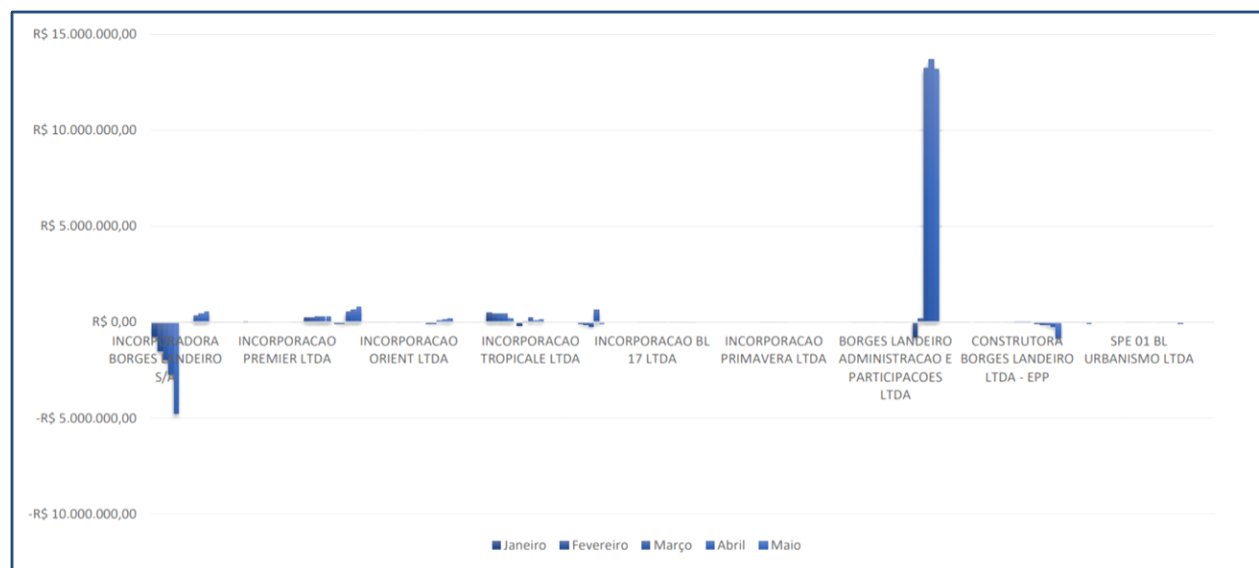 R$ 15.000.000,00
R$ 10.000.000,00
R$ 5.000.000,00
R$ 0,00
-R$ 5.000.000,00
-R$ 10.000.000,00
INCORPORADORA
BORGES LANDEIRO
S/A
INCORPORACAO
PREMIER LTDA
INCORPORACAO
ORIENT LTDA
INCORPORACAO
TROPICALE LTDA
INCORPORACAO BL
17 LTDA
INCORPORACAO
PRIMAVERA LTDA
BORGES LANDEIRO
ADMINISTRACAO E
PARTICIPACOES
LTDA
CONSTRUTORA
BORGES LANDEIRO
LTDA - EPP
SPE 01 BL
URBANISMO LTDA
Janeiro Fevereiro Março Abril Maio